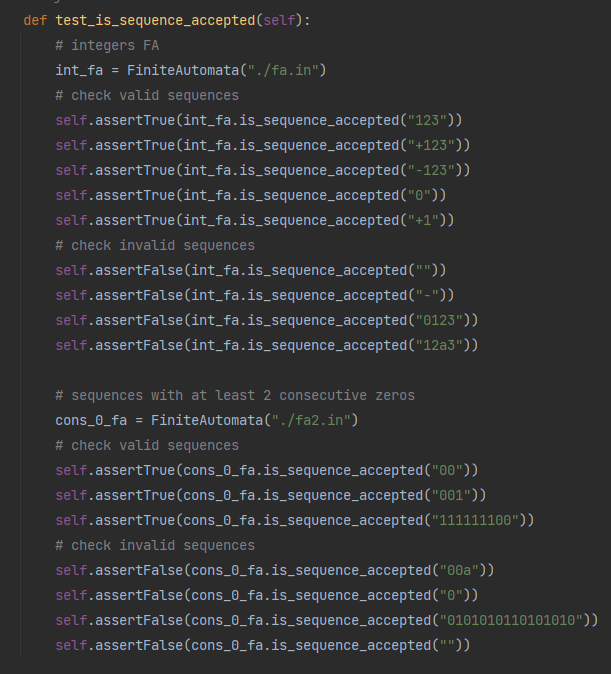 def test_is_sequence_accepted(self):
    # integers FA
    int_fa = FiniteAutomata("./fa.in")
    # check valid sequences
    self.assertTrue(int_fa.is_sequence_accepted("123"))
    self.assertTrue(int_fa.is_sequence_accepted("+123"))
    self.assertTrue(int_fa.is_sequence_accepted("-123"))
    self.assertTrue(int_fa.is_sequence_accepted("0"))
    self.assertTrue(int_fa.is_sequence_accepted("+1"))
    # check invalid sequences
    self.assertFalse(int_fa.is_sequence_accepted(""))
    self.assertFalse(int_fa.is_sequence_accepted("-"))
    self.assertFalse(int_fa.is_sequence_accepted("0123"))
    self.assertFalse(int_fa.is_sequence_accepted("12a3"))

    # sequences with at least 2 consecutive zeros
    cons_0_fa = FiniteAutomata("./fa2.in")
    # check valid sequences
    self.assertTrue(cons_0_fa.is_sequence_accepted("00"))
    self.assertTrue(cons_0_fa.is_sequence_accepted("001"))
    self.assertTrue(cons_0_fa.is_sequence_accepted("111111100"))
    # check invalid sequences
    self.assertFalse(cons_0_fa.is_sequence_accepted("00a"))
    self.assertFalse(cons_0_fa.is_sequence_accepted("0"))
    self.assertFalse(cons_0_fa.is_sequence_accepted("0101010110101010"))
    self.assertFalse(cons_0_fa.is_sequence_accepted(""))